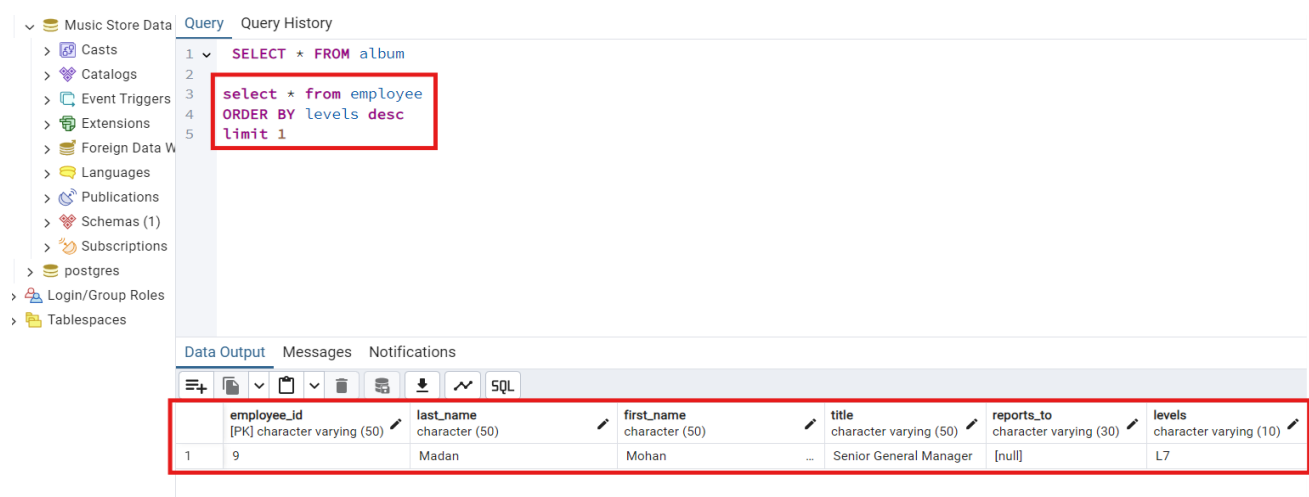 Music Store Data
Casts
Catalogs
Event Triggers
Extensions
Foreign Data W
Languages
Publications
Schemas (1)
Subscriptions
postgres
Login/Group Roles
Tablespaces
Query Query History
1 SELECT * FROM album
2
3 select * from employee
4 ORDER BY levels desc
5 limit 1
Data Output Messages Notifications
SQL
employee_id last_name first_name title reports_to levels
[PK] character varying (50) character (50) character (50) character varying (50) character varying (30) character varying (10)
1 9 Madan Mohan ... Senior General Manager [null] L7